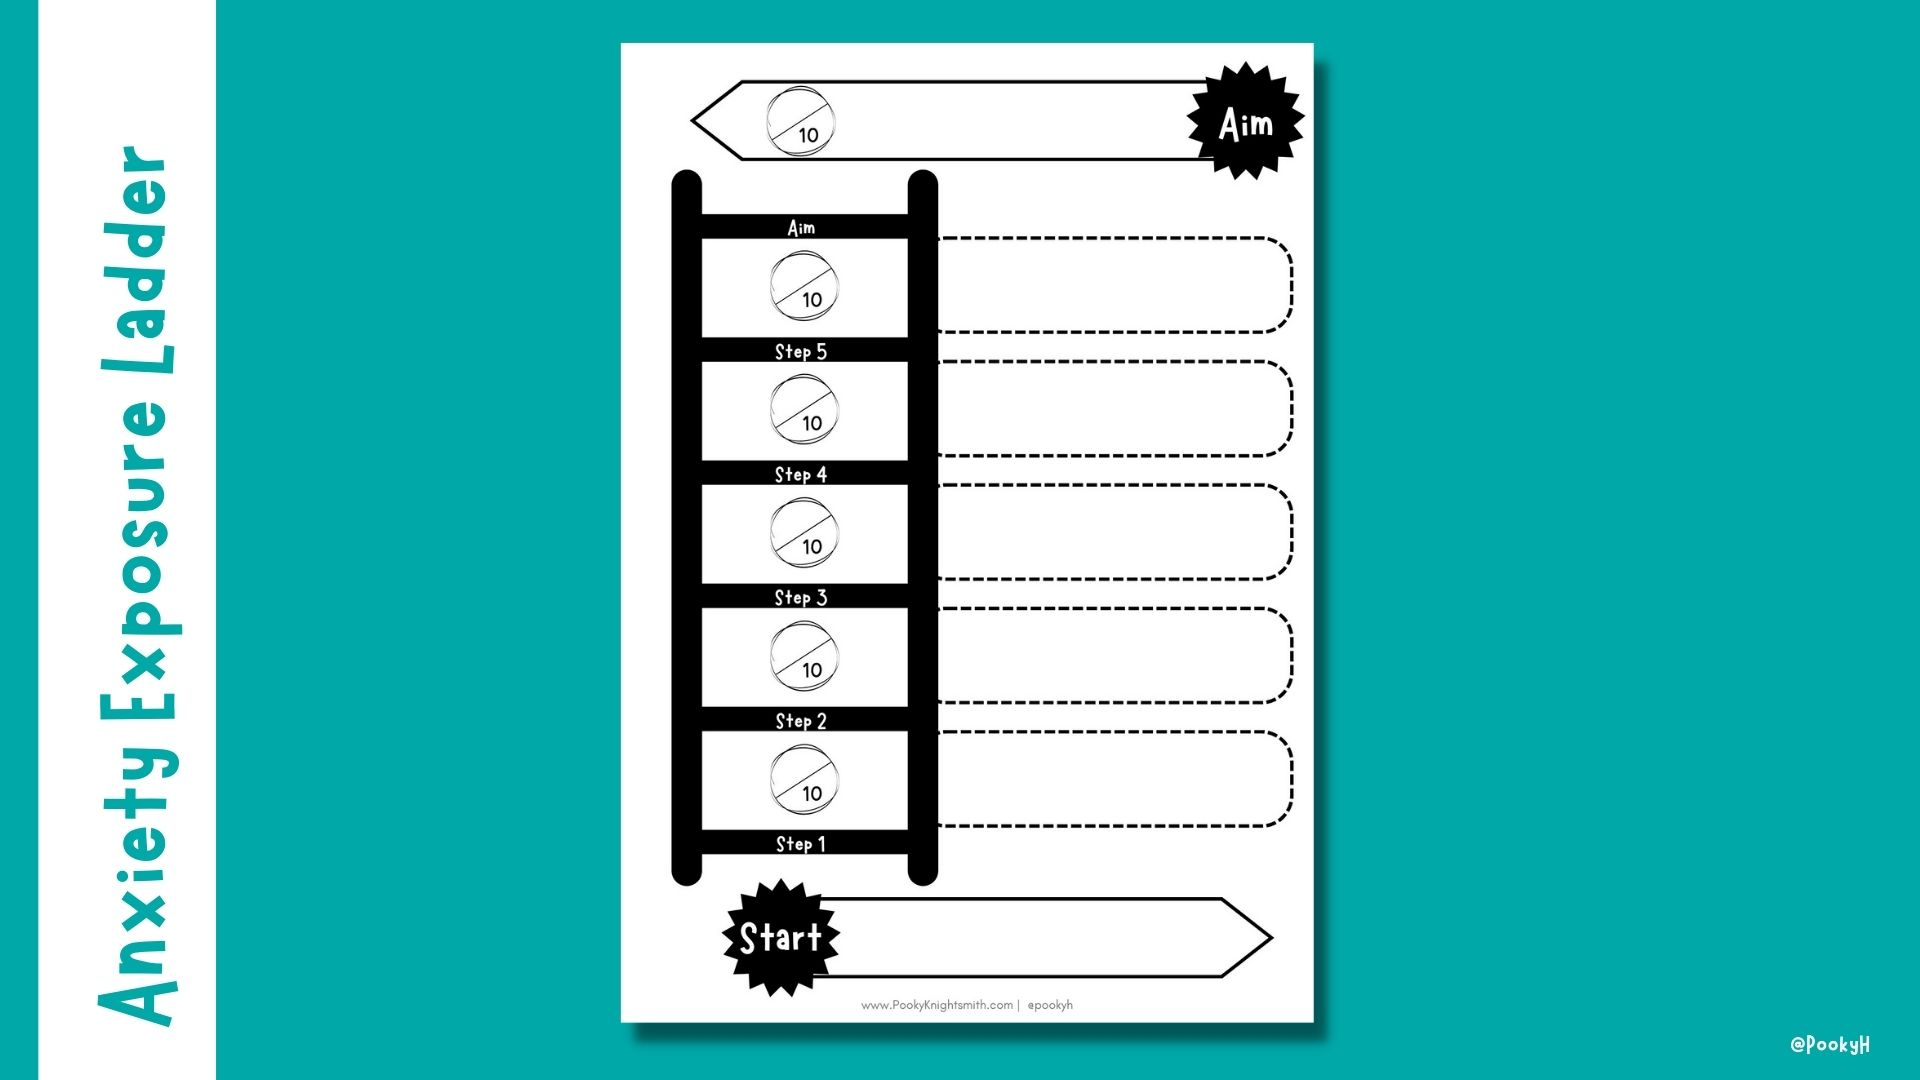 Anxiety Exposure Ladder
10
Aim
Aim
10
Step 5
10
Step 4
10
Step 3
10
Step 2
10
Step 1
Start
www.PookyKnightsmith.com | @pookyh
@PookyH